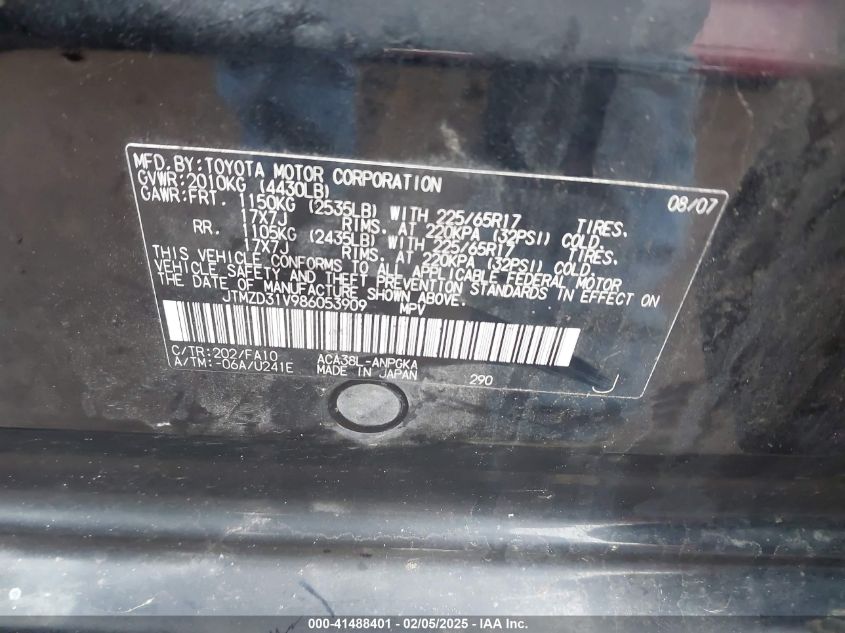 MFD. BY: TOYOTA MOTOR CORPORATION 08/07
GVWR: 2010KG (4430LB)
GAWR: FRT. 1150KG (2535LB) WITH 225/65R17 TIRES.
17X7J RIMS. AT 220KPA (32PSI) COLD.
RR. 1105KG (2435LB) WITH 225/65R17 TIRES.
17X7J RIMS. AT 220KPA (32PSI) COLD.
THIS VEHICLE CONFORMS TO ALL APPLICABLE FEDERAL MOTOR
VEHICLE SAFETY AND THEFT PREVENTION STANDARDS IN EFFECT ON
THE DATE OF MANUFACTURE SHOWN ABOVE.
JTMZD31V986053909 MPV
C/TR: 202/FA10 ACA38L-ANPGKA
A/TM: -06A/U241E MADE IN JAPAN 290 J
000-41488401 - 02/05/2025 - IAA Inc.